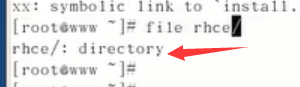 xx: symbolic link to `install.
[root@www ~]# file rhce/
rhce/: directory
[root@www ~]#
[root@www ~]#